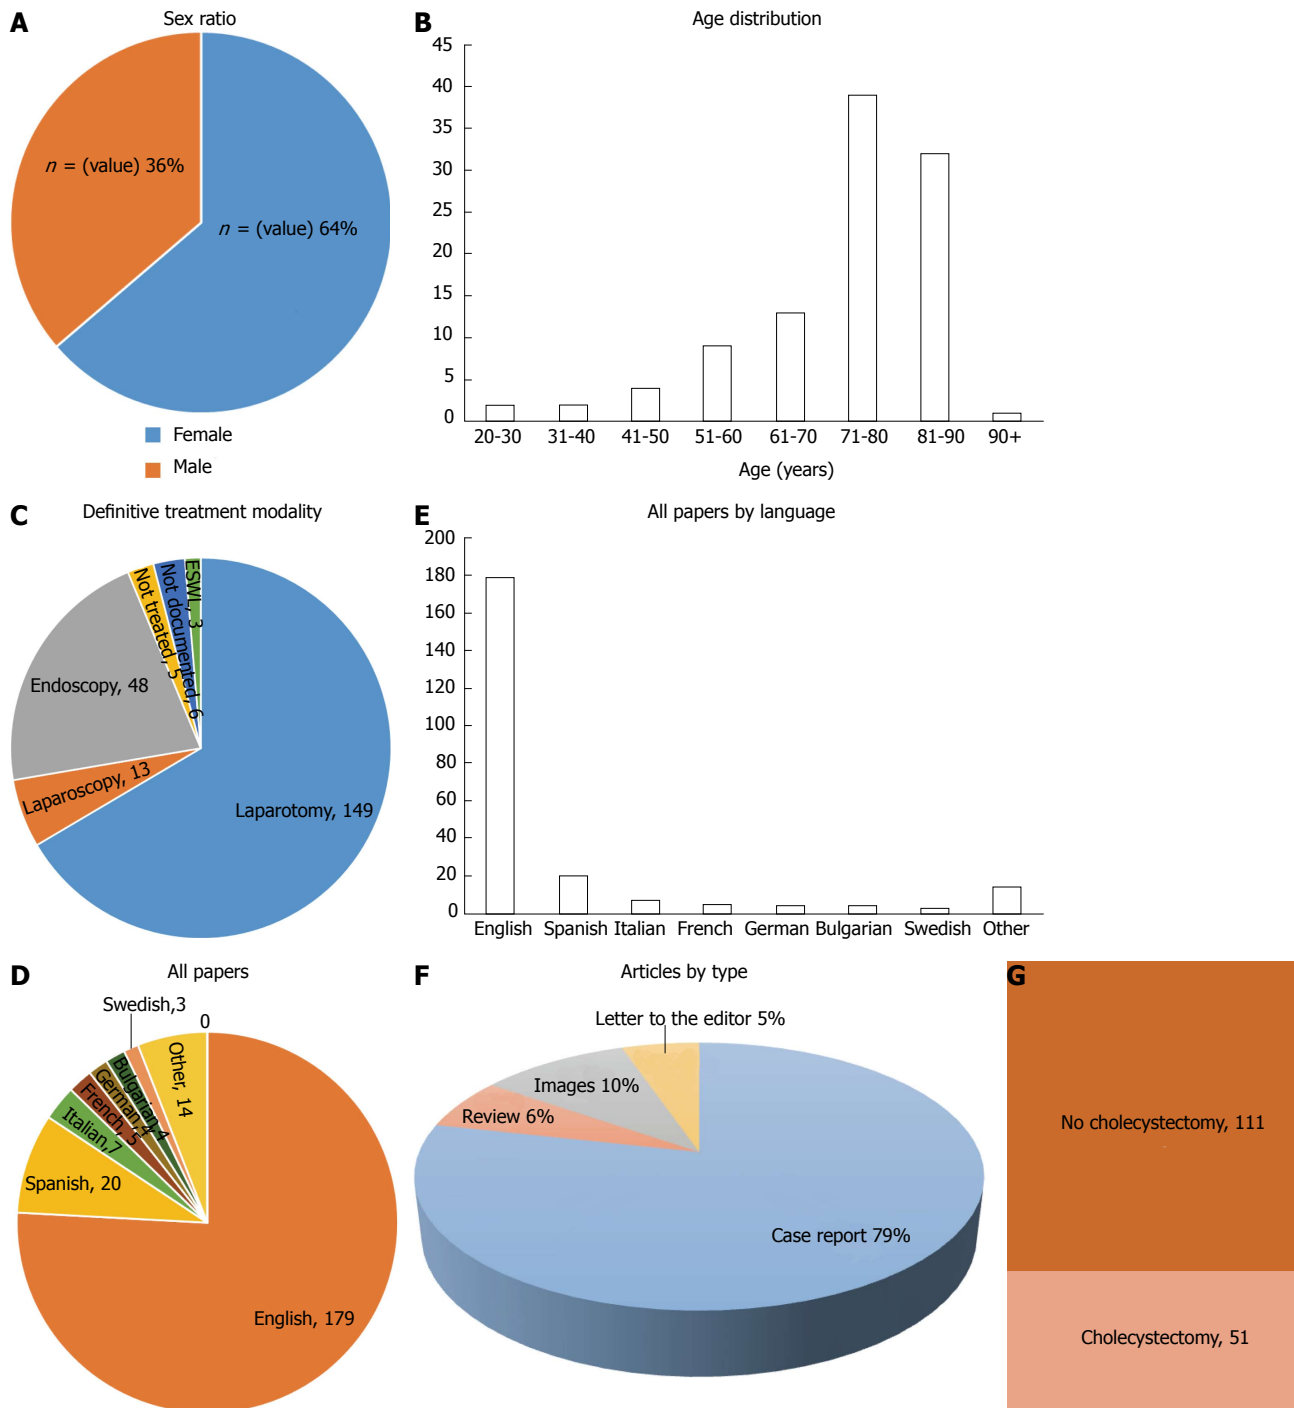 A
Sex ratio
n = (value) 36%
n = (value) 64%
Female
Male
B
Age distribution
45
40
35
30
25
20
15
10
5
0
20-30 31-40 41-50 51-60 61-70 71-80 81-90 90+
Age (years)
C
Definitive treatment modality
ESWL, 3
Not documented, 6
Not treated, 5
Endoscopy, 48
Laparoscopy, 13
Laparotomy, 149
E
All papers by language
200
180
160
140
120
100
80
60
40
20
0
English Spanish Italian French German Bulgarian Swedish Other
D
All papers
Swedish,3
0
Other, 14
Bulgarian,4
German,4
French, 5
Italian,7
Spanish, 20
English, 179
F
Articles by type
Letter to the editor 5%
Images 10%
Review 6%
Case report 79%
G
No cholecystectomy, 111
Cholecystectomy, 51